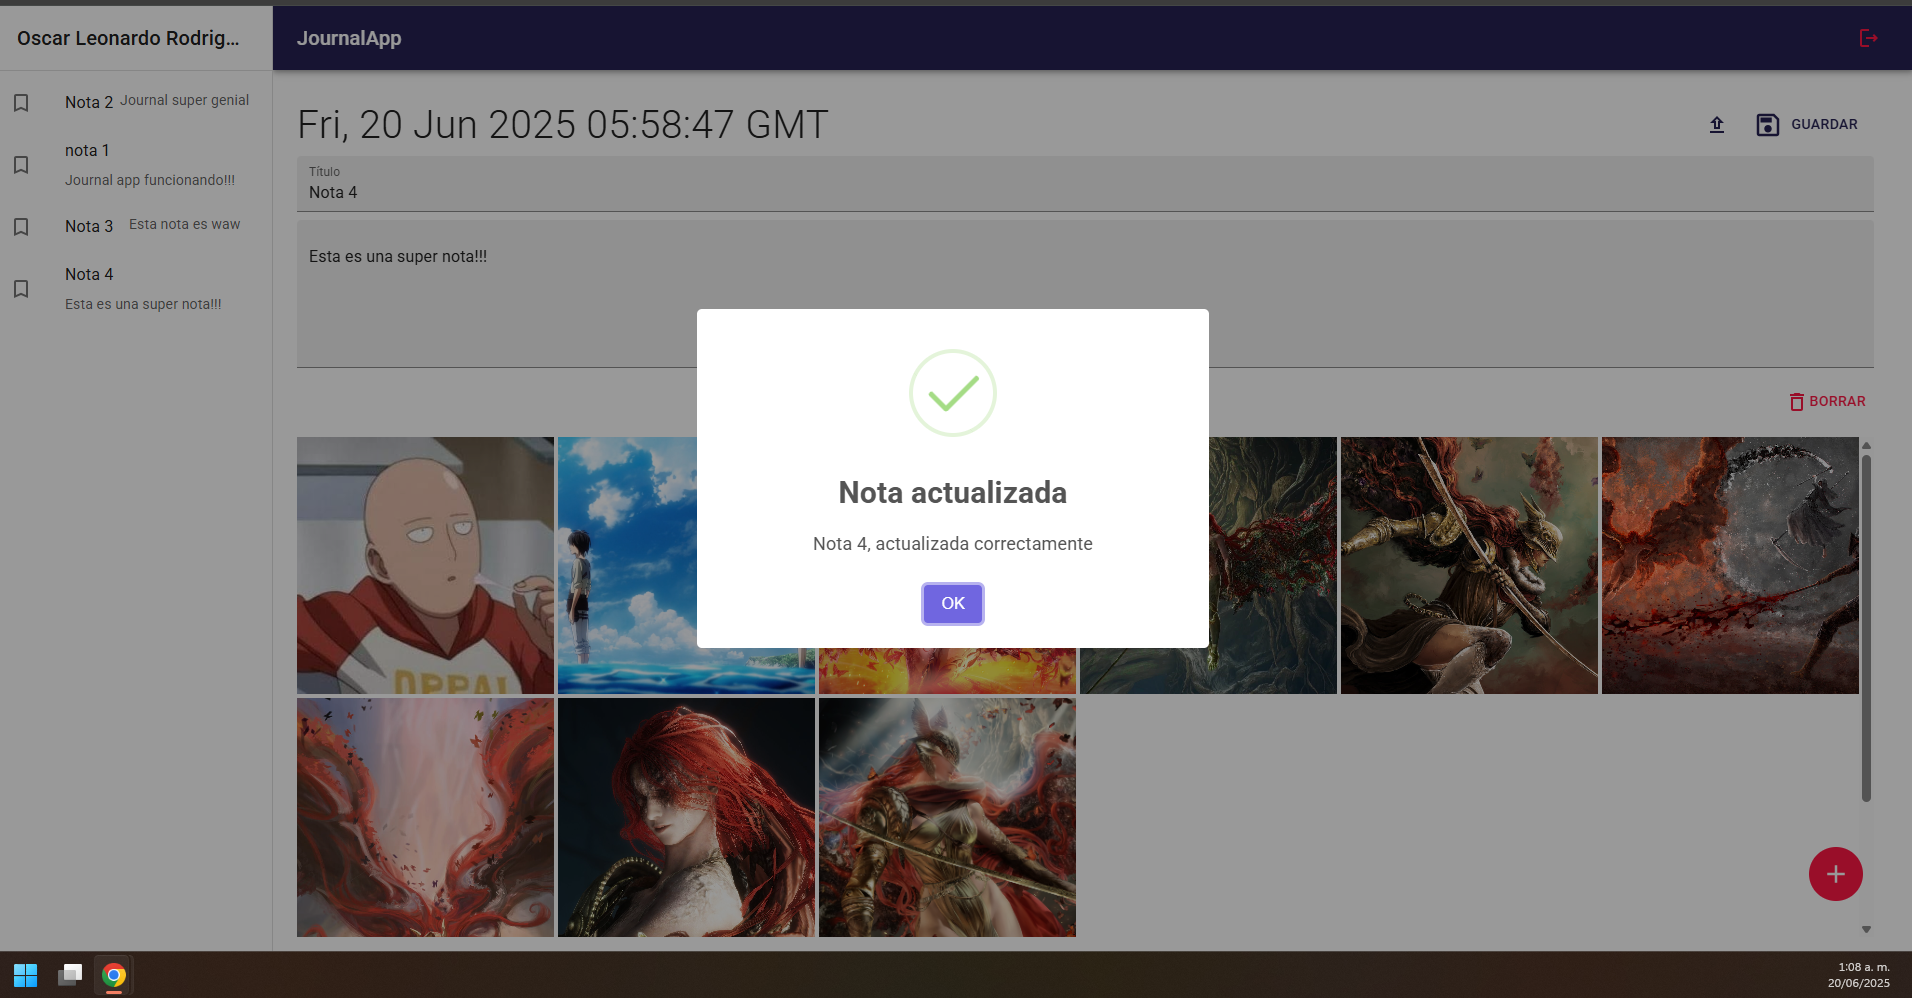 Oscar Leonardo Rodrig...
JournalApp
Nota 2 Journal super genial
nota 1
Journal app funcionando!!!
Nota 3 Esta nota es waw
Nota 4
Esta es una super nota!!!
Fri, 20 Jun 2025 05:58:47 GMT
GUARDAR
Título
Nota 4
Esta es una super nota!!!
BORRAR
Nota actualizada
Nota 4, actualizada correctamente
OK
OPPAI
1:08 a. m.
20/06/2025